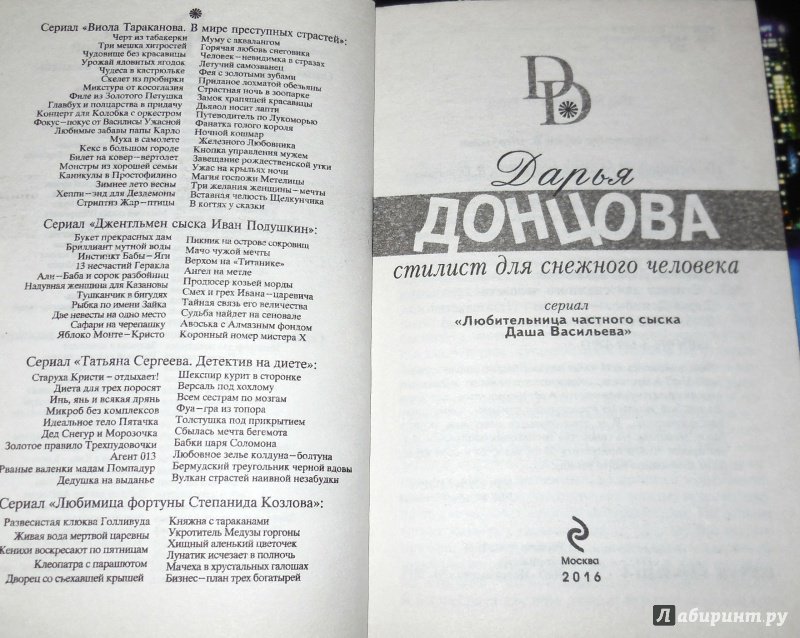 Сериал «Виола Тараканова. В мире преступных страстей»:
Черт из табакерки
Три мешка хитростей
Чудовище без красавицы
Урожай ядовитых ягодок
Чудеса в кастрюльке
Скелет из пробирки
Микстура от косоглазия
Филе из Золотого Петушка
Главбух и полцарства в придачу
Концерт для Колобка с оркестром
Фокус–покус от Василисы Ужасной
Любимые забавы папы Карло
Муха в самолете
Кекс в большом городе
Билет на ковер–вертолет
Монстры из хорошей семьи
Каникулы в Простофилино
Зимнее лето весны
Хеппи–энд для Дездемоны
Стриптиз Жар–птицы
Муму с аквалангом
Горячая любовь снеговика
Человек–невидимка в стразах
Летучий самозванец
Фея с золотыми зубами
Приданое лохматой обезьяны
Страстная ночь в зоопарке
Замок храпящей красавицы
Дьявол носит лапти
Путеводитель по Лукоморью
Фанатка голого короля
Ночной кошмар
Железного Любовника
Кнопка управления мужем
Завещание рождественской утки
Ужас на крыльях ночи
Магия госпожи Метелицы
Три желания женщины–мечты
Вставная челюсть Щелкунчика
В когтях у сказки
Сериал «Джентльмен сыска Иван Подушкин»:
Букет прекрасных дам
Бриллиант мутной воды
Инстинкт Бабы–Яги
13 несчастий Геракла
Али–Баба и сорок разбойниц
Надувная женщина для Казановы
Тушканчик в бигудях
Рыбка по имени Зайка
Две невесты на одно место
Сафари на черепашку
Яблоко Монте–Кристо
Пикник на острове сокровищ
Мачо чужой мечты
Верхом на «Титанике»
Ангел на метле
Продюсер козьей морды
Смех и грех Ивана–царевича
Тайная связь его величества
Судьба найдет на сеновале
Авоська с Алмазным фондом
Коронный номер мистера Х
Сериал «Татьяна Сергеева. Детектив на диете»:
Старуха Кристи – отдыхает!
Диета для трех поросят
Инь, янь и всякая дрянь
Микроб без комплексов
Идеальное тело Пятачка
Дед Снегур и Морозочка
Золотое правило Трехпудовочки
Агент 013
Рваные валенки мадам Помпадур
Дедушка на выданье
Шекспир курит в сторонке
Версаль под хохлому
Всем сестрам по мозгам
Фуа–гра из топора
Толстушка под прикрытием
Сбылась мечта бегемота
Бабки царя Соломона
Любовное зелье колдуна–болтуна
Бермудский треугольник черной вдовы
Вулкан страстей наивной незабудки
Сериал «Любимица фортуны Степанида Козлова»:
Развесистая клюква Голливуда
Живая вода мертвой царевны
Женихи воскресают по пятницам
Клеопатра с парашютом
Дворец со съехавшей крышей
Княжна с тараканами
Укротитель Медузы горгоны
Хищный аленький цветочек
Лунатик исчезает в полночь
Мачеха в хрустальных галошах
Бизнес–план трех богатырей
DD
Дарья
ДОНЦОВА
стилист для снежного человека
сериал
«Любительница частного сыска
Даша Васильева»
Москва
2016
Лабиринт.ру